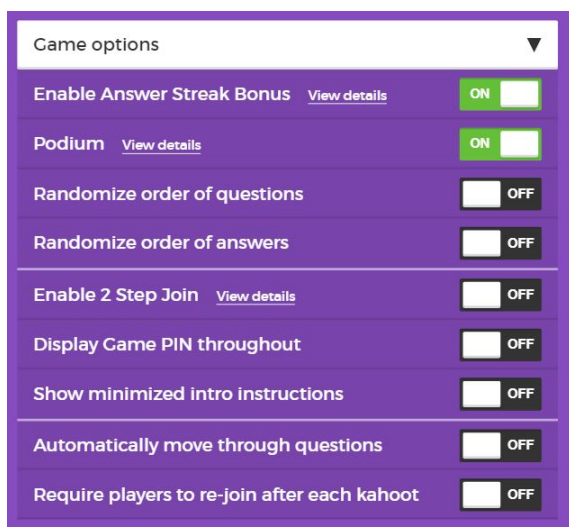 Game options ▼
Enable Answer Streak Bonus View details ON
Podium View details ON
Randomize order of questions OFF
Randomize order of answers OFF
Enable 2 Step Join View details OFF
Display Game PIN throughout OFF
Show minimized intro instructions OFF
Automatically move through questions OFF
Require players to re-join after each kahoot OFF